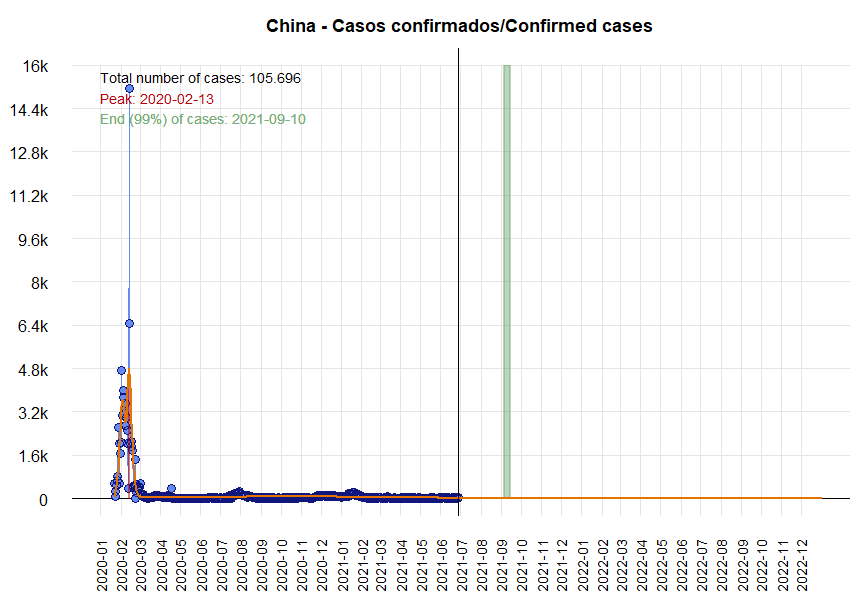 China - Casos confirmados/Confirmed cases
16k
14.4k
12.8k
11.2k
9.6k
8k
6.4k
4.8k
3.2k
1.6k
0
Total number of cases: 105.696
Peak: 2020-02-13
End (99%) of cases: 2021-09-10
2020-01
2020-02
2020-03
2020-04
2020-05
2020-06
2020-07
2020-08
2020-09
2020-10
2020-11
2020-12
2021-01
2021-02
2021-03
2021-04
2021-05
2021-06
2021-07
2021-08
2021-09
2021-10
2021-11
2021-12
2022-01
2022-02
2022-03
2022-04
2022-05
2022-06
2022-07
2022-08
2022-09
2022-10
2022-11
2022-12